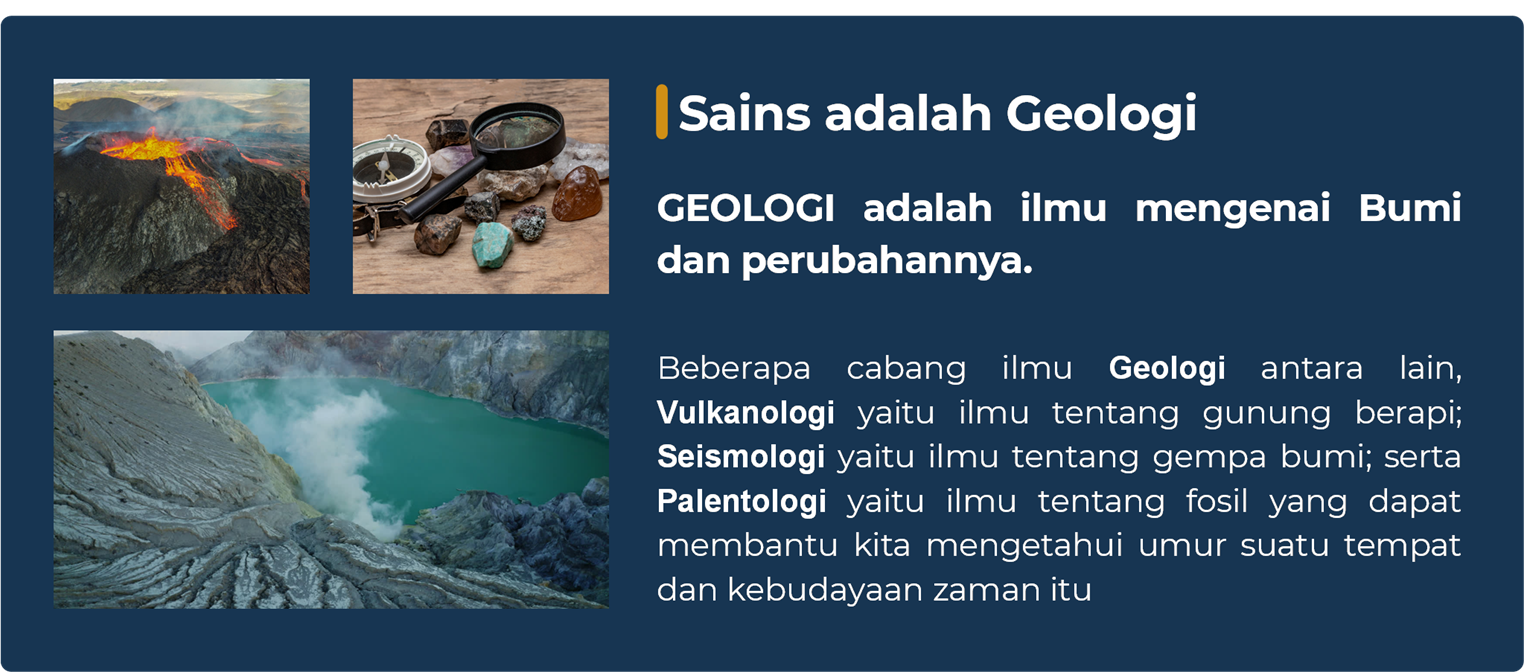 Sains adalah Geologi
GEOLOGI adalah ilmu mengenai Bumi
dan perubahannya.
Beberapa cabang ilmu Geologi antara lain,
Vulkanologi yaitu ilmu tentang gunung berapi;
Seismologi yaitu ilmu tentang gempa bumi; serta
Palentologi yaitu ilmu tentang fosil yang dapat
membantu kita mengetahui umur suatu tempat
dan kebudayaan zaman itu